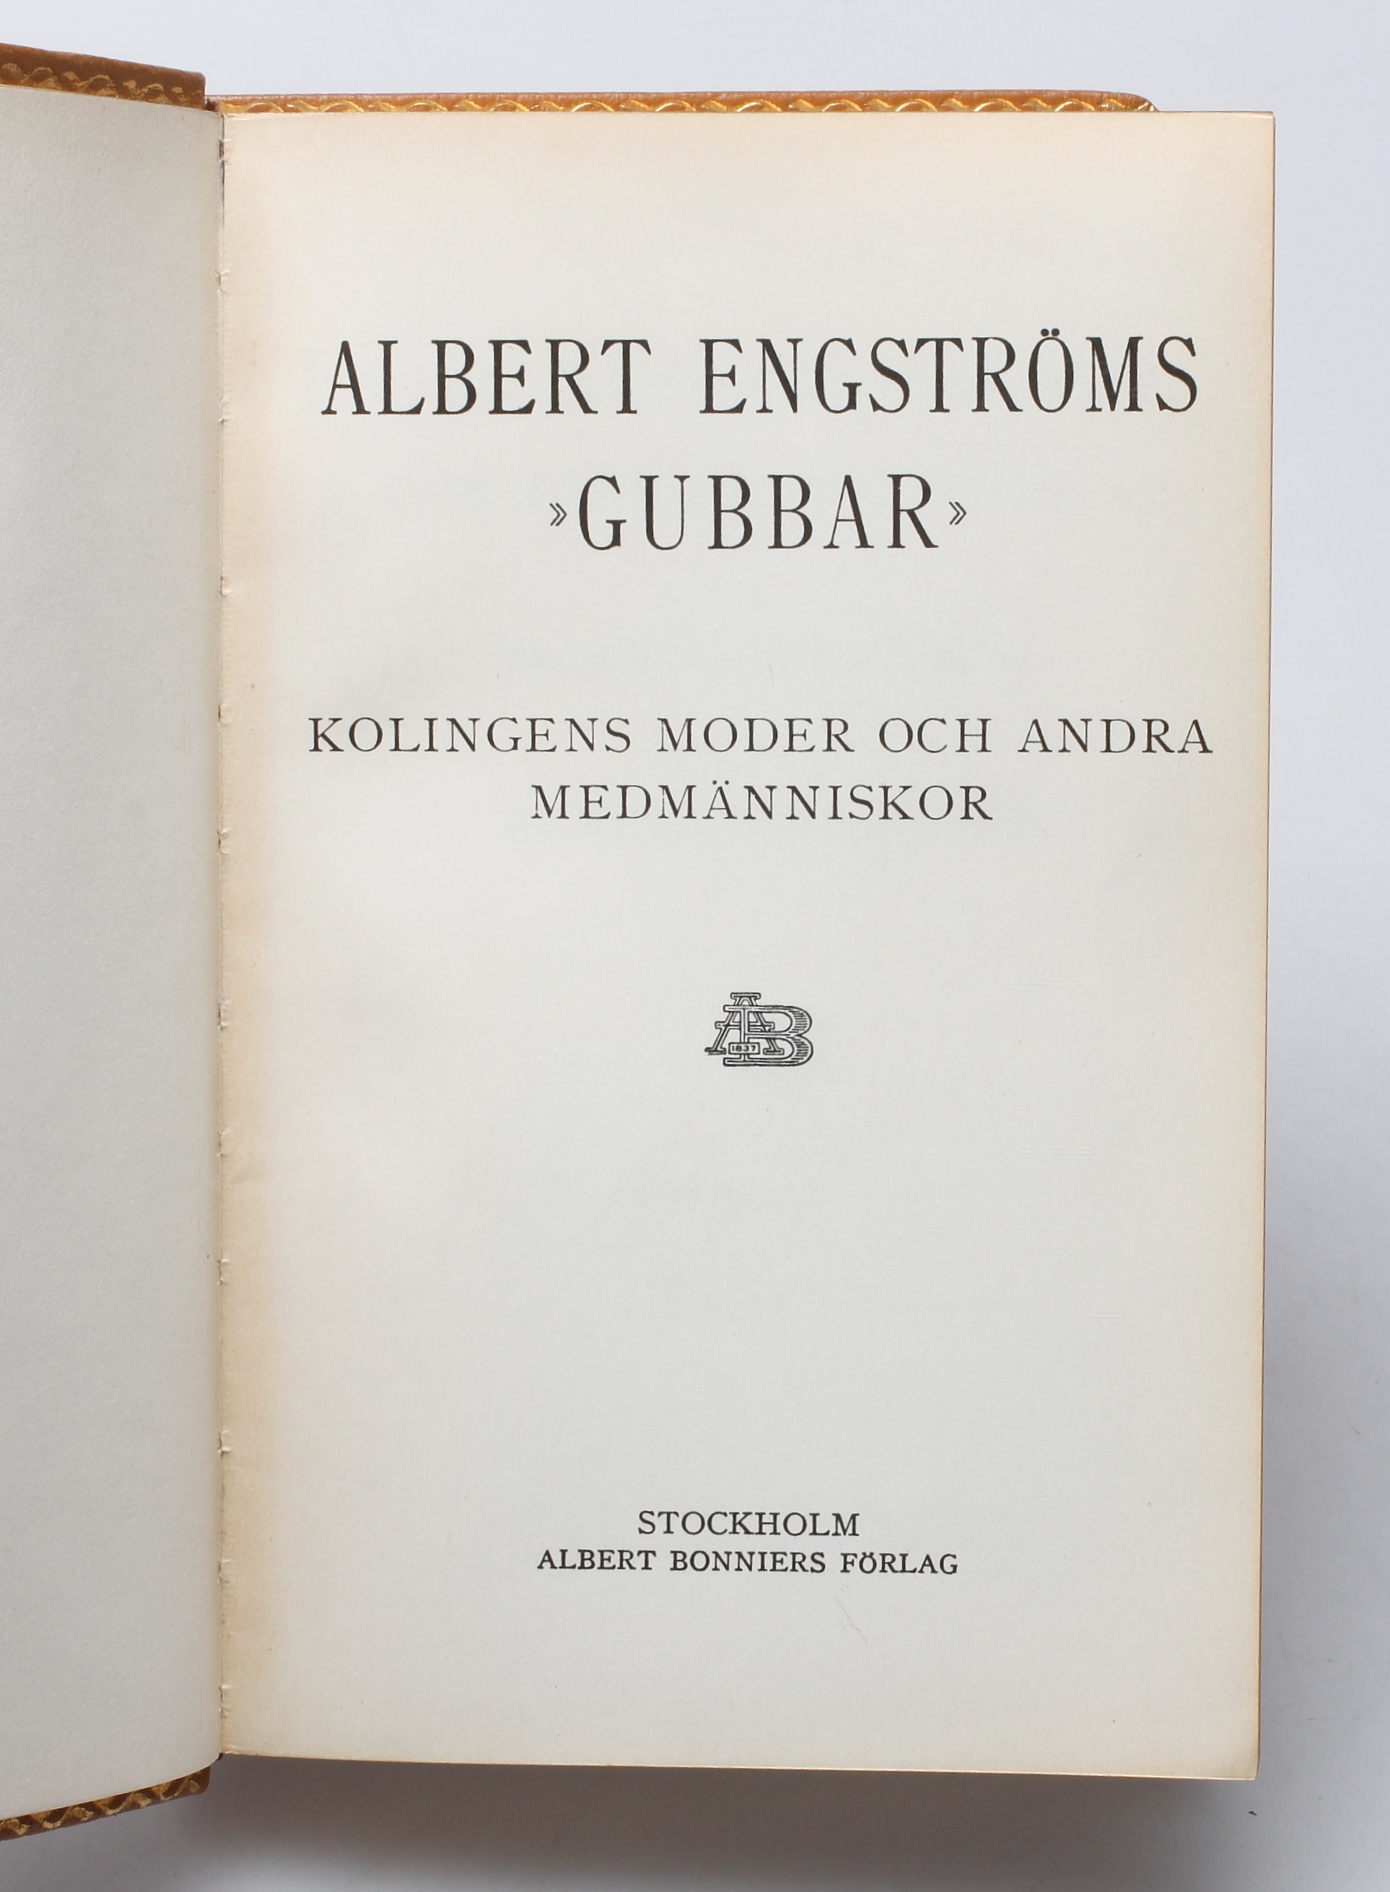 ALBERT ENGSTRÖMS
»GUBBAR»
KOLINGENS MODER OCH ANDRA
MEDMÄNNISKOR
AB
1837
STOCKHOLM
ALBERT BONNIERS FÖRLAG